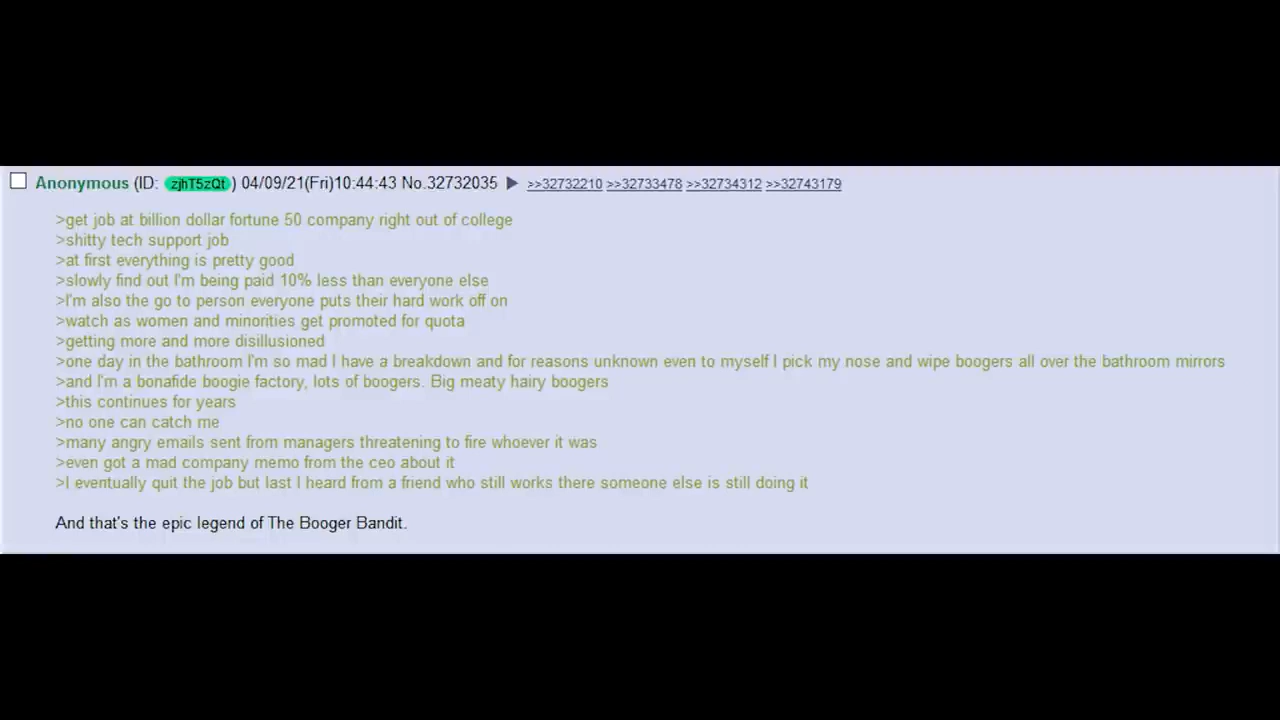 Anonymous (ID: zjhT5zQt) 04/09/21(Fri)10:44:43 No.32732035 ▶ >>32732210 >>32733478 >>32734312 >>32743179
>get job at billion dollar fortune 50 company right out of college
>shitty tech support job
>at first everything is pretty good
>slowly find out I'm being paid 10% less than everyone else
>I'm also the go to person everyone puts their hard work off on
>watch as women and minorities get promoted for quota
>getting more and more disillusioned
>one day in the bathroom I'm so mad I have a breakdown and for reasons unknown even to myself I pick my nose and wipe boogers all over the bathroom mirrors
>and I'm a bonafide boogie factory, lots of boogers. Big meaty hairy boogers
>this continues for years
>no one can catch me
>many angry emails sent from managers threatening to fire whoever it was
>even got a mad company memo from the ceo about it
>I eventually quit the job but last I heard from a friend who still works there someone else is still doing it
And that's the epic legend of The Booger Bandit.